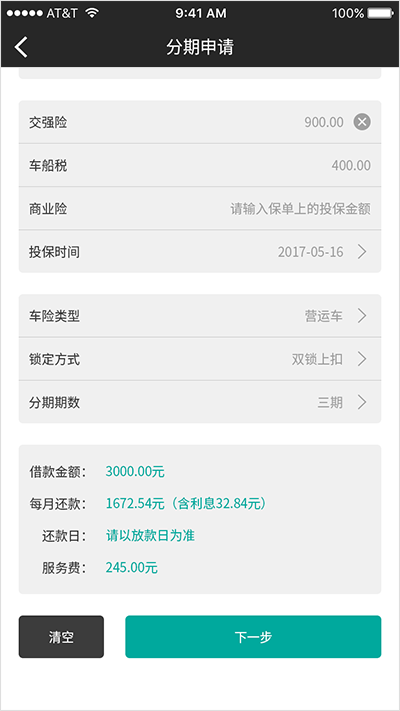 AT&T 9:41 AM 100%
分期申请
交强险 900.00
车船税 400.00
商业险 请输入保单上的投保金额
投保时间 2017-05-16
车险类型 营运车
锁定方式 双锁上扣
分期期数 三期
借款金额： 3000.00元
每月还款： 1672.54元（含利息32.84元）
还款日： 请以放款日为准
服务费： 245.00元
清空 下一步